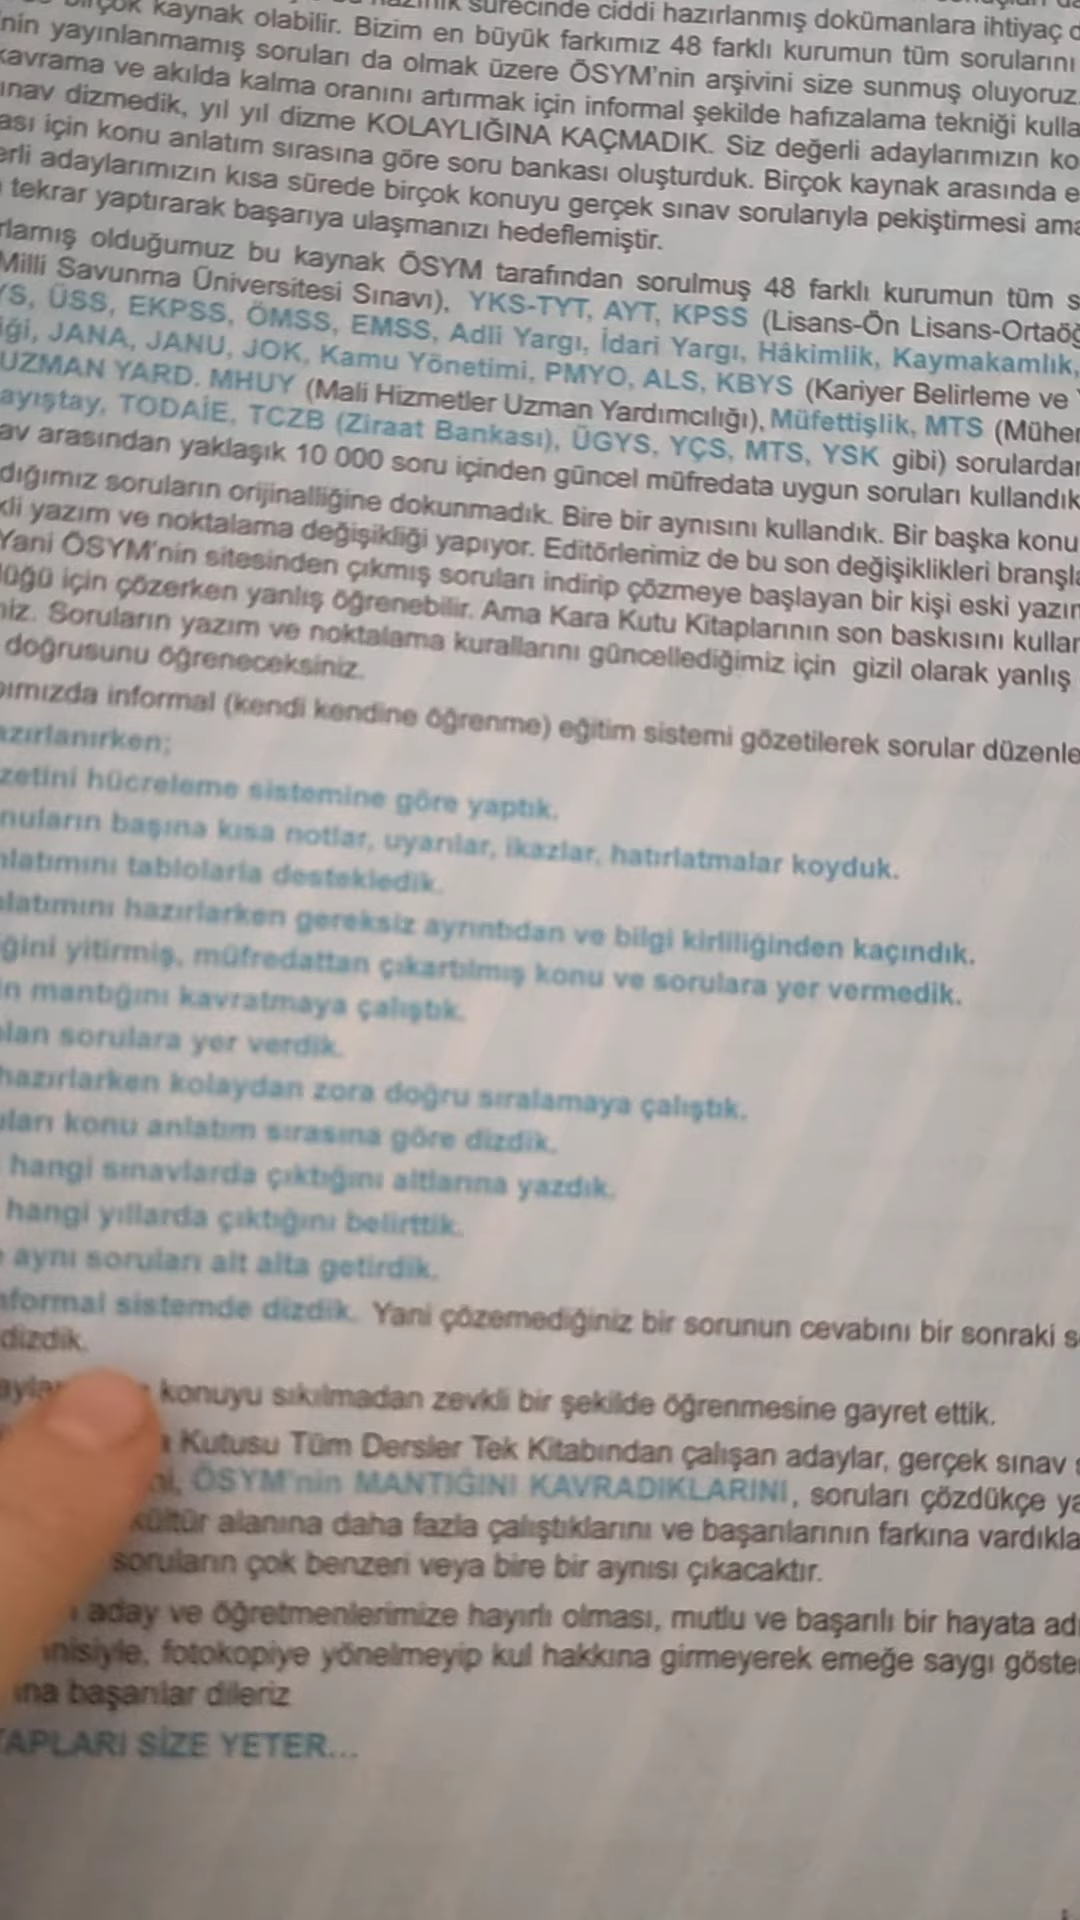 kaynak olabilir. Bizim en büyük farkımız 48 farklı kurumun tüm sorularını
sürecinde ciddi hazırlanmış dokümanlara ihtiyaç
nin yayınlanmamış soruları da olmak üzere ÖSYM'nin arşivini size sunmuş oluyoruz.
kavrama ve akılda kalma oranını artırmak için informal şekilde hafızalama tekniği kulla
ınav dizmedik, yıl yıl dizme KOLAYLIĞINA KAÇMADIK. Siz değerli adaylarımızın ko
ası için konu anlatım sırasına göre soru bankası oluşturduk. Birçok kaynak arasında e
erli adaylarımızın kısa sürede birçok konuyu gerçek sınav sorularıyla pekiştirmesi ama
tekrar yaptırarak başarıya ulaşmanızı hedeflemiştir.
rlamış olduğumuz bu kaynak ÖSYM tarafından sorulmuş 48 farklı kurumun tüm s
Milli Savunma Üniversitesi Sınavı), YKS-TYT, AYT, KPSS (Lisans-Ön Lisans-Ortaöğ
YS, ÜSS, EKPSS, ÖMSS, EMSS, Adli Yargı, İdari Yargı, Hâkimlik, Kaymakamlık,
iği, JANA, JANU, JOK, Kamu Yönetimi, PMYO, ALS, KBYS (Kariyer Belirleme ve
UZMAN YARD. MHUY (Mali Hizmetler Uzman Yardımcılığı), Müfettişlik, MTS (Mühen
ayıştay, TODAİE, TCZB (Ziraat Bankası), ÜGYS, YÇS, MTS, YSK gibi) sorulardan
av arasından yaklaşık 10 000 soru içinden güncel müfredata uygun soruları kullandık
dığımız soruların orijinalliğine dokunmadık. Bire bir aynısını kullandık. Bir başka konu
kli yazım ve noktalama değişikliği yapıyor. Editörlerimiz de bu son değişiklikleri branşla
Yani ÖSYM'nin sitesinden çıkmış soruları indirip çözmeye başlayan bir kişi eski yazım
lüğü için çözerken yanlış öğrenebilir. Ama Kara Kutu Kitaplarının son baskısını kullan
niz. Soruların yazım ve noktalama kurallarını güncellediğimiz için gizil olarak yanlış
doğrusunu öğreneceksiniz.
bımızda informal (kendi kendine öğrenme) eğitim sistemi gözetilerek sorular düzenle
azırlanırken;
zetini hücreleme sistemine göre yaptık.
nuların başına kısa notlar, uyarılar, ikazlar, hatırlatmalar koyduk.
nlatımını tablolarla destekledik.
latımını hazırlarken gereksiz ayrıntıdan ve bilgi kirliliğinden kaçındık.
ğini yitirmiş, müfredattan çıkartılmış konu ve sorulara yer vermedik.
in mantığını kavratmaya çalıştık.
lan sorulara yer verdik.
hazırlarken kolaydan zora doğru sıralamaya çalıştık.
ları konu anlatım sırasına göre dizdik.
hangi sınavlarda çıktığını altlarına yazdık.
hangi yıllarda çıktığını belirttik.
aynı soruları alt alta getirdik.
nformal sistemde dizdik. Yani çözemediğiniz bir sorunun cevabını bir sonraki s
dizdik.
konuyu sıkılmadan zevkli bir şekilde öğrenmesine gayret ettik.
Kutusu Tüm Dersler Tek Kitabından çalışan adaylar, gerçek sınav
ÖSYM'nin MANTIĞINI KAVRADIKLARINI, soruları çözdükçe ya
kültür alanına daha fazla çalıştıklarını ve başarılarının farkına vardıkla
soruların çok benzeri veya bire bir aynısı çıkacaktır.
aday ve öğretmenlerimize hayırlı olması, mutlu ve başarılı bir hayata adı
nisiyle, fotokopiye yönelmeyip kul hakkına girmeyerek emeğe saygı göste
ına başarılar dileriz
APLARI SİZE YETER...